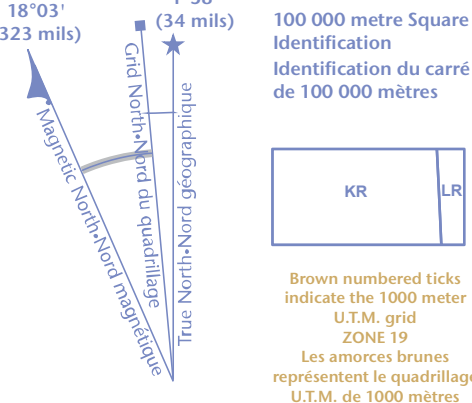 18°03'
(323 mils)
(34 mils)
Grid North•Nord du quadrillage
Magnetic North•Nord magnétique
True North•Nord géographique
100 000 metre Square
Identification
Identification du carré
de 100 000 mètres
KR
LR
Brown numbered ticks
indicate the 1000 meter
U.T.M. grid
ZONE 19
Les amorces brunes
représentent le quadrillage
U.T.M. de 1000 mètres